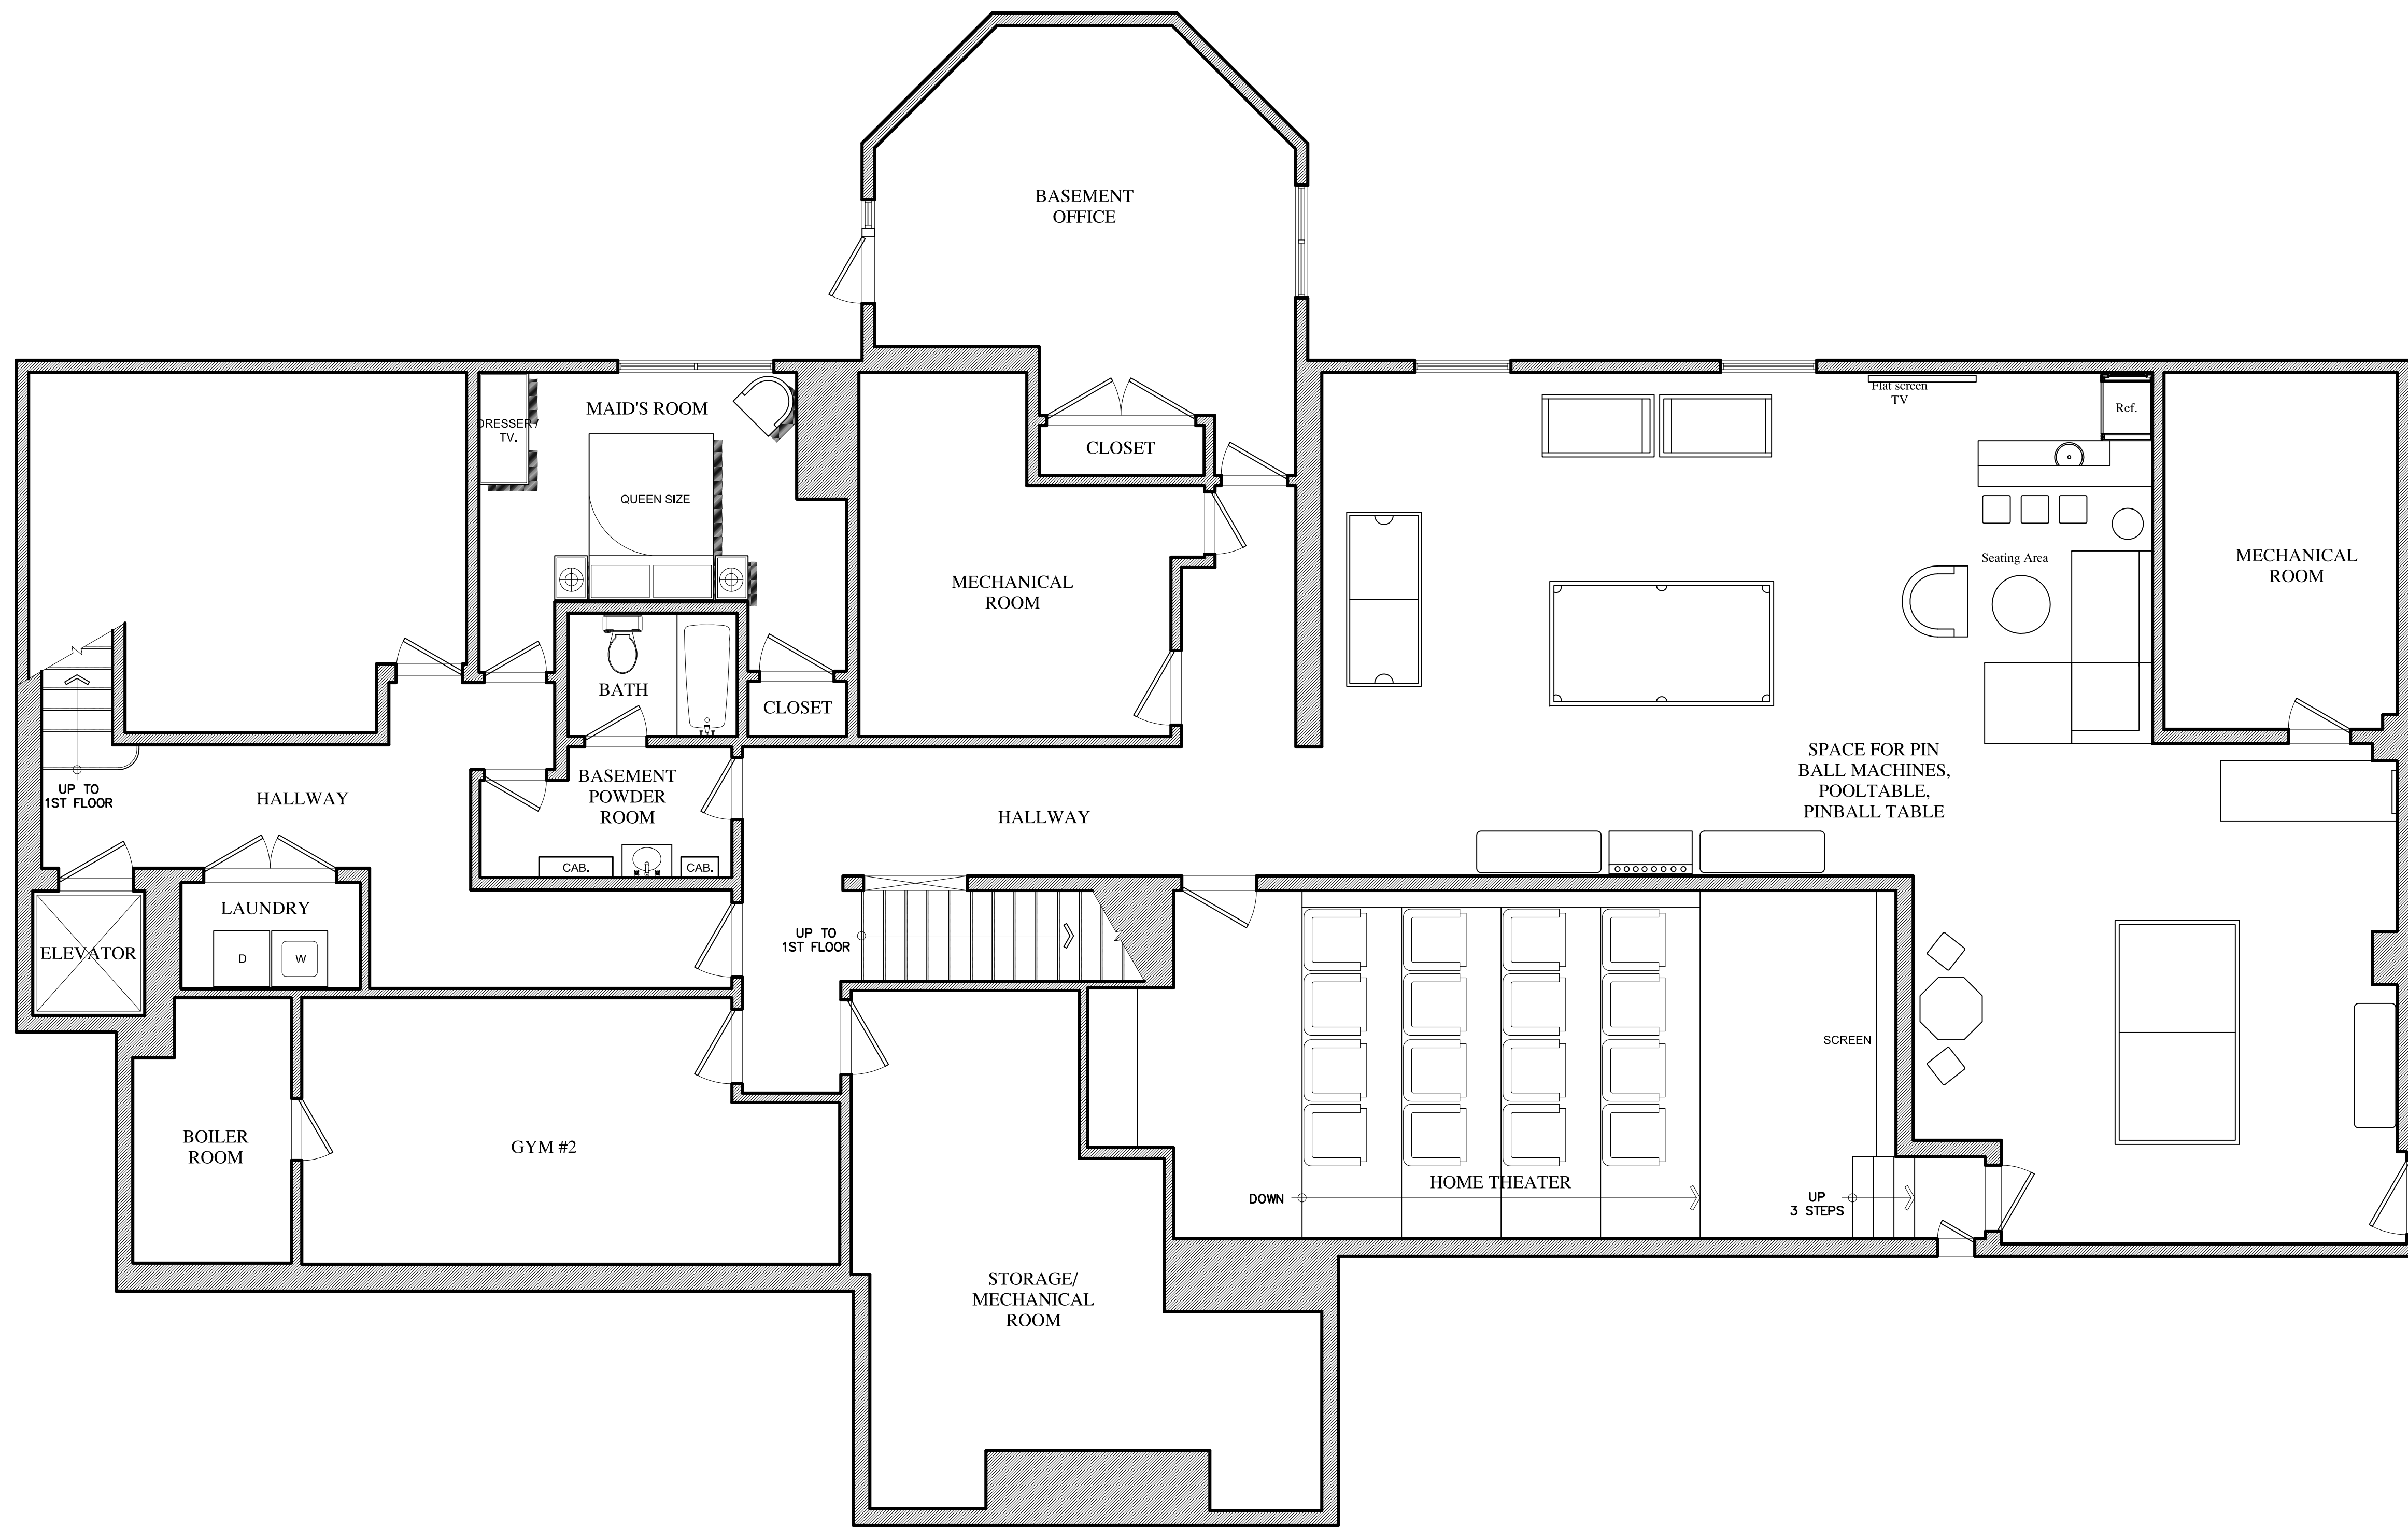 BASEMENT
OFFICE
Flat screen
TV
Ref.
MAID'S ROOM
DRESSER /
TV.
QUEEN SIZE
CLOSET
MECHANICAL
ROOM
Seating Area
MECHANICAL
ROOM
BATH
CLOSET
SPACE FOR PIN
BALL MACHINES,
POOLTABLE,
PINBALL TABLE
UP TO
1ST FLOOR
HALLWAY
BASEMENT
POWDER
ROOM
CAB.
CAB.
HALLWAY
LAUNDRY
D
W
ELEVATOR
UP TO
1ST FLOOR
SCREEN
BOILER
ROOM
GYM #2
HOME THEATER
DOWN
UP
3 STEPS
STORAGE/
MECHANICAL
ROOM